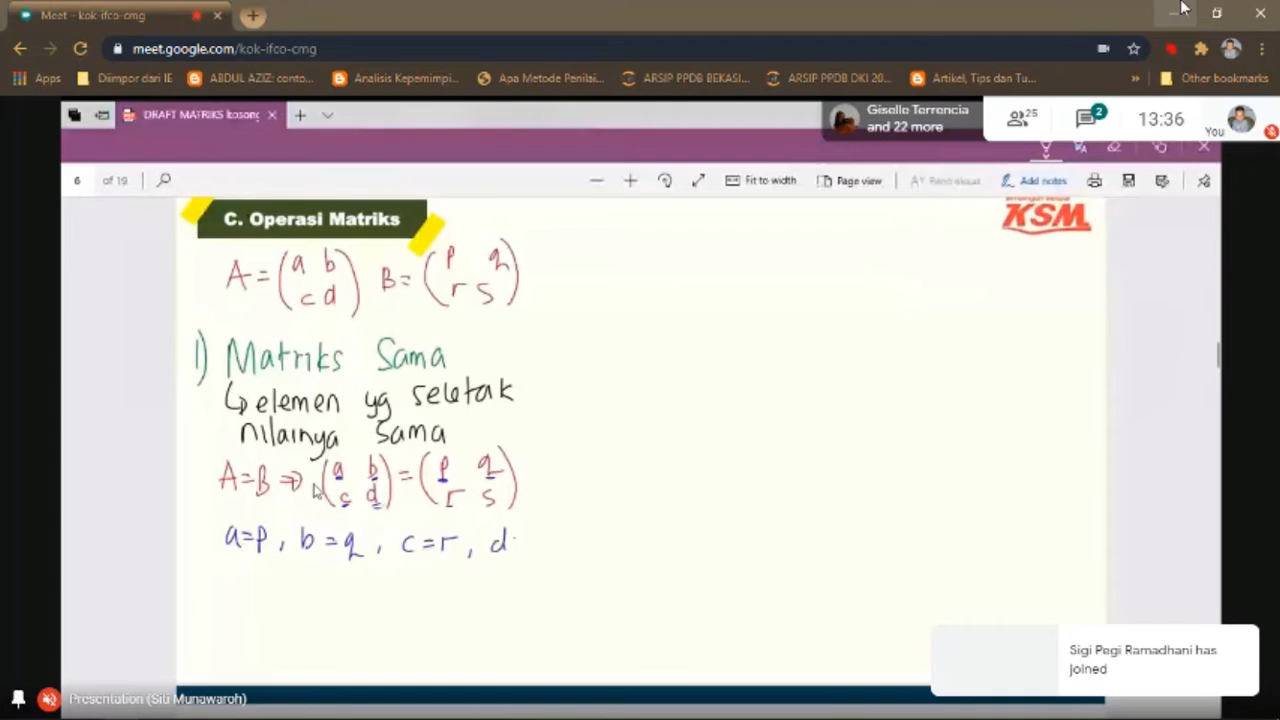 Meet – kok-ifco-cmg
meet.google.com/kok-ifco-cmg
Apps Diimpor dari IE ABDUL AZIZ: conto... Analisis Kepemimpi... Apa Metode Penilai... ARSIP PPDB BEKASI... ARSIP PPDB DKI 20... Artikel, Tips dan Tu... » Other bookmarks
DRAFT MATRIKS kosong
Giselle Terrencia
and 22 more
25
2
13:36
You
6 of 19 Fit to width Page view Read aloud Add notes
C. Operasi Matriks
KSM
A = (a b B = (p q
c d) r s)
1) Matriks Sama
↳ elemen yg seletak
nilainya sama
A=B ⇒ (a b = (p q
c d) r s)
a=p, b=q, c=r, d
Sigi Pegi Ramadhani has
joined
Presentation (Siti Munawaroh)